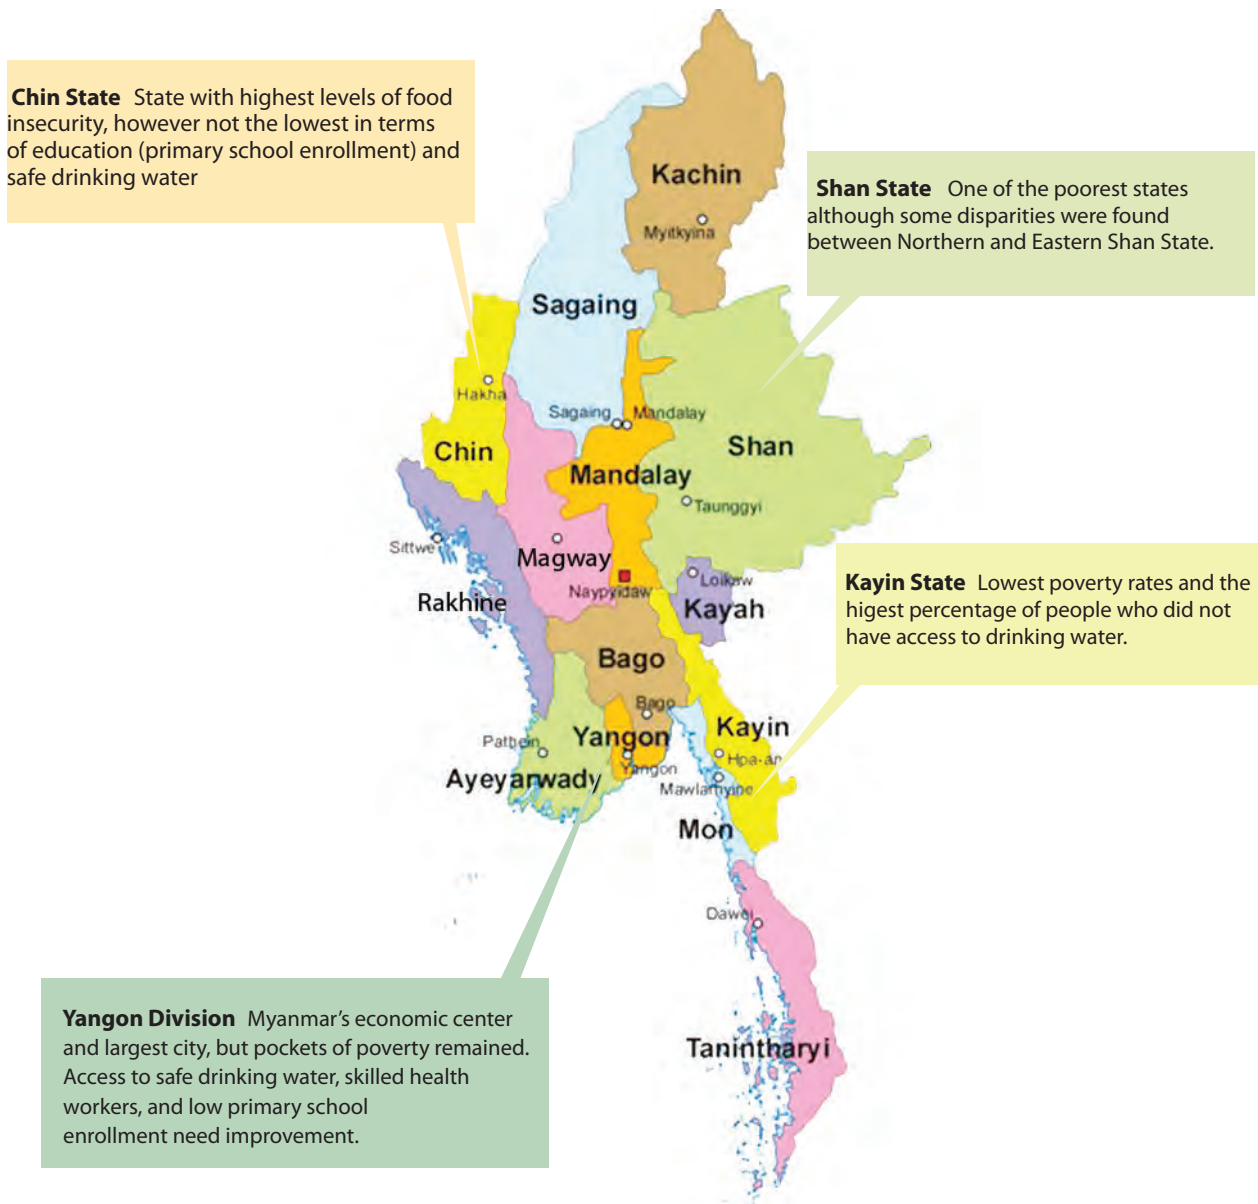 Chin State State with highest levels of food
insecurity, however not the lowest in terms
of education (primary school enrollment) and
safe drinking water
Kachin
Myitkyina
Shan State One of the poorest states
although some disparities were found
between Northern and Eastern Shan State.
Sagaing
Hakha
Sagaing
Mandalay
Chin
Mandalay
Shan
Taunggyi
Sittwe
Magway
Naypyidaw
Loikaw
Rakhine
Kayah
Kayin State Lowest poverty rates and the
higest percentage of people who did not
have access to drinking water.
Bago
Bago
Pathein
Yangon
Yangon
Kayin
Hpa-an
Ayeyarwady
Mawlamyine
Mon
Dawei
Yangon Division Myanmar's economic center
and largest city, but pockets of poverty remained.
Access to safe drinking water, skilled health
workers, and low primary school
enrollment need improvement.
Tanintharyi